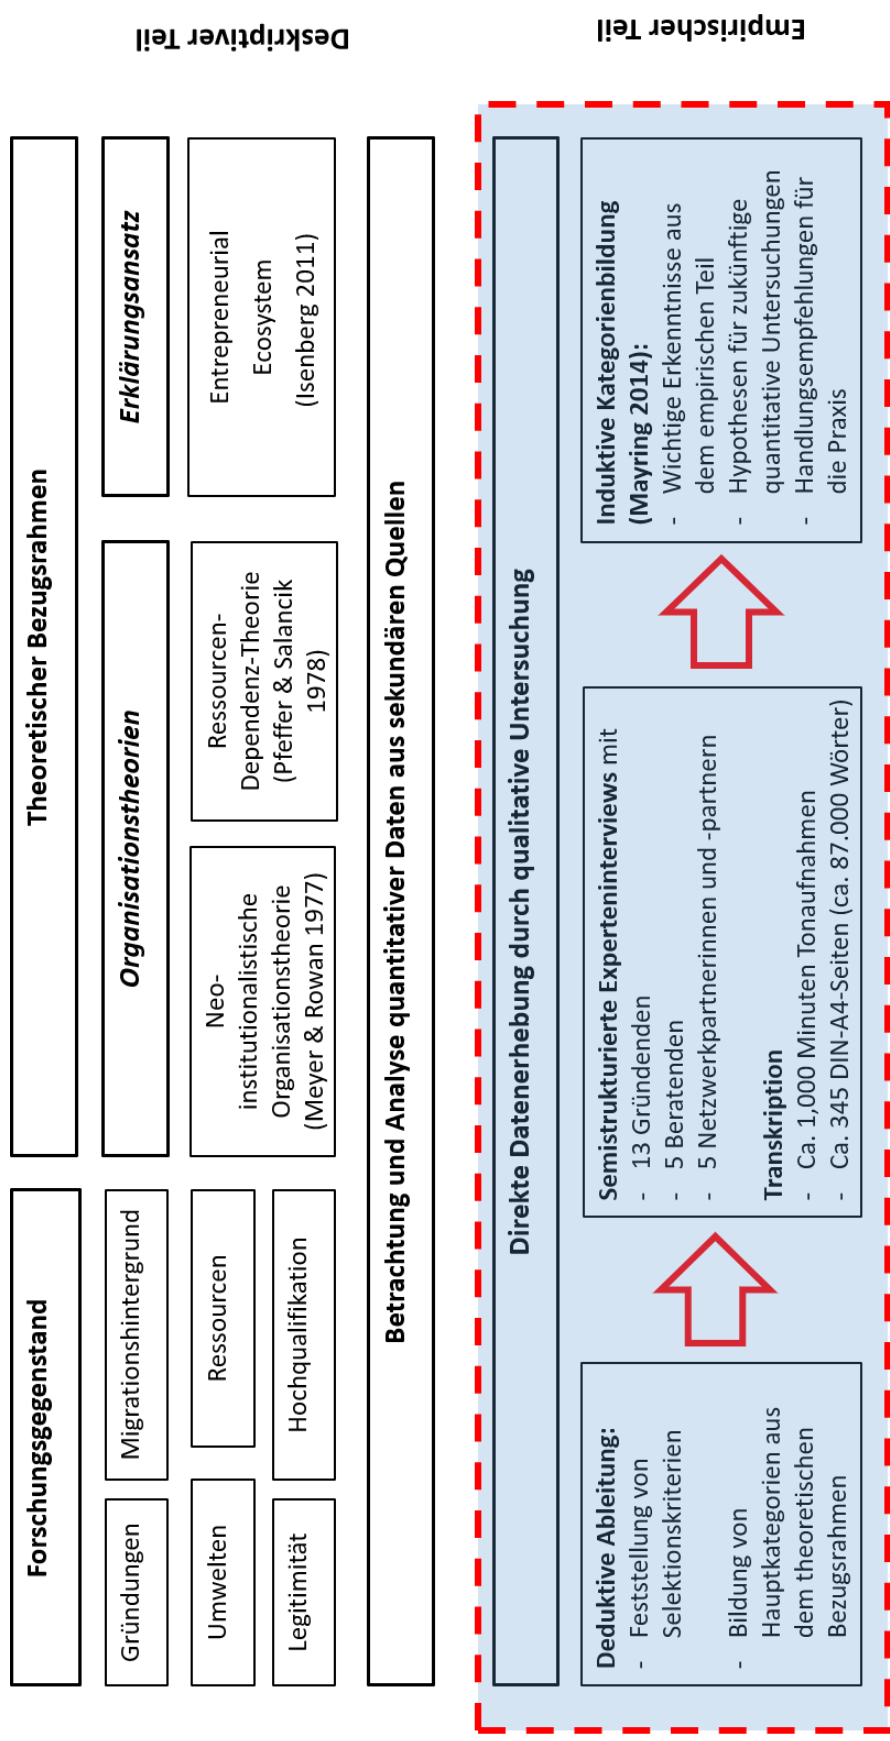 Forschungsgegenstand
Theoretischer Bezugsrahmen
Gründungen
Migrationshintergrund
Umwelten
Ressourcen
Legitimität
Hochqualifikation
Organisationstheorien
Erklärungsansatz
Neo-
institutionalistische
Organisationstheorie
(Meyer & Rowan 1977)
Ressourcen-
Dependenz-Theorie
(Pfeffer & Salancik
1978)
Entrepreneurial
Ecosystem
(Isenberg 2011)
Betrachtung und Analyse quantitativer Daten aus sekundären Quellen
Deskriptiver Teil
Direkte Datenerhebung durch qualitative Untersuchung
Deduktive Ableitung:
- Feststellung von
Selektionskriterien
- Bildung von
Hauptkategorien aus
dem theoretischen
Bezugsrahmen
Semistrukturierte Experteninterviews mit
- 13 Gründenden
- 5 Beratenden
- 5 Netzwerkpartnerinnen und -partnern
Transkription
- Ca. 1,000 Minuten Tonaufnahmen
- Ca. 345 DIN-A4-Seiten (ca. 87.000 Wörter)
Induktive Kategorienbildung
(Mayring 2014):
- Wichtige Erkenntnisse aus
dem empirischen Teil
- Hypothesen für zukünftige
quantitative Untersuchungen
- Handlungsempfehlungen für
die Praxis
Empirischer Teil